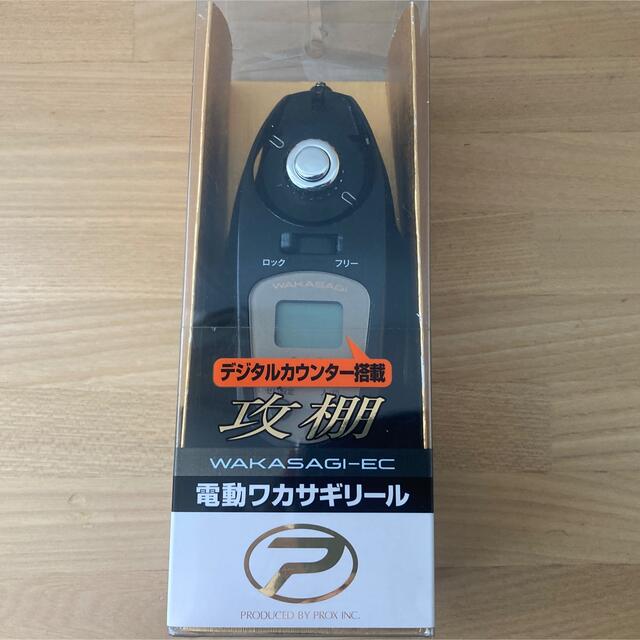 ロック フリー
WAKASAGI
デジタルカウンター搭載
攻棚
WAKASAGI-EC
電動ワカサギリール
P
PRODUCED BY PROX INC.